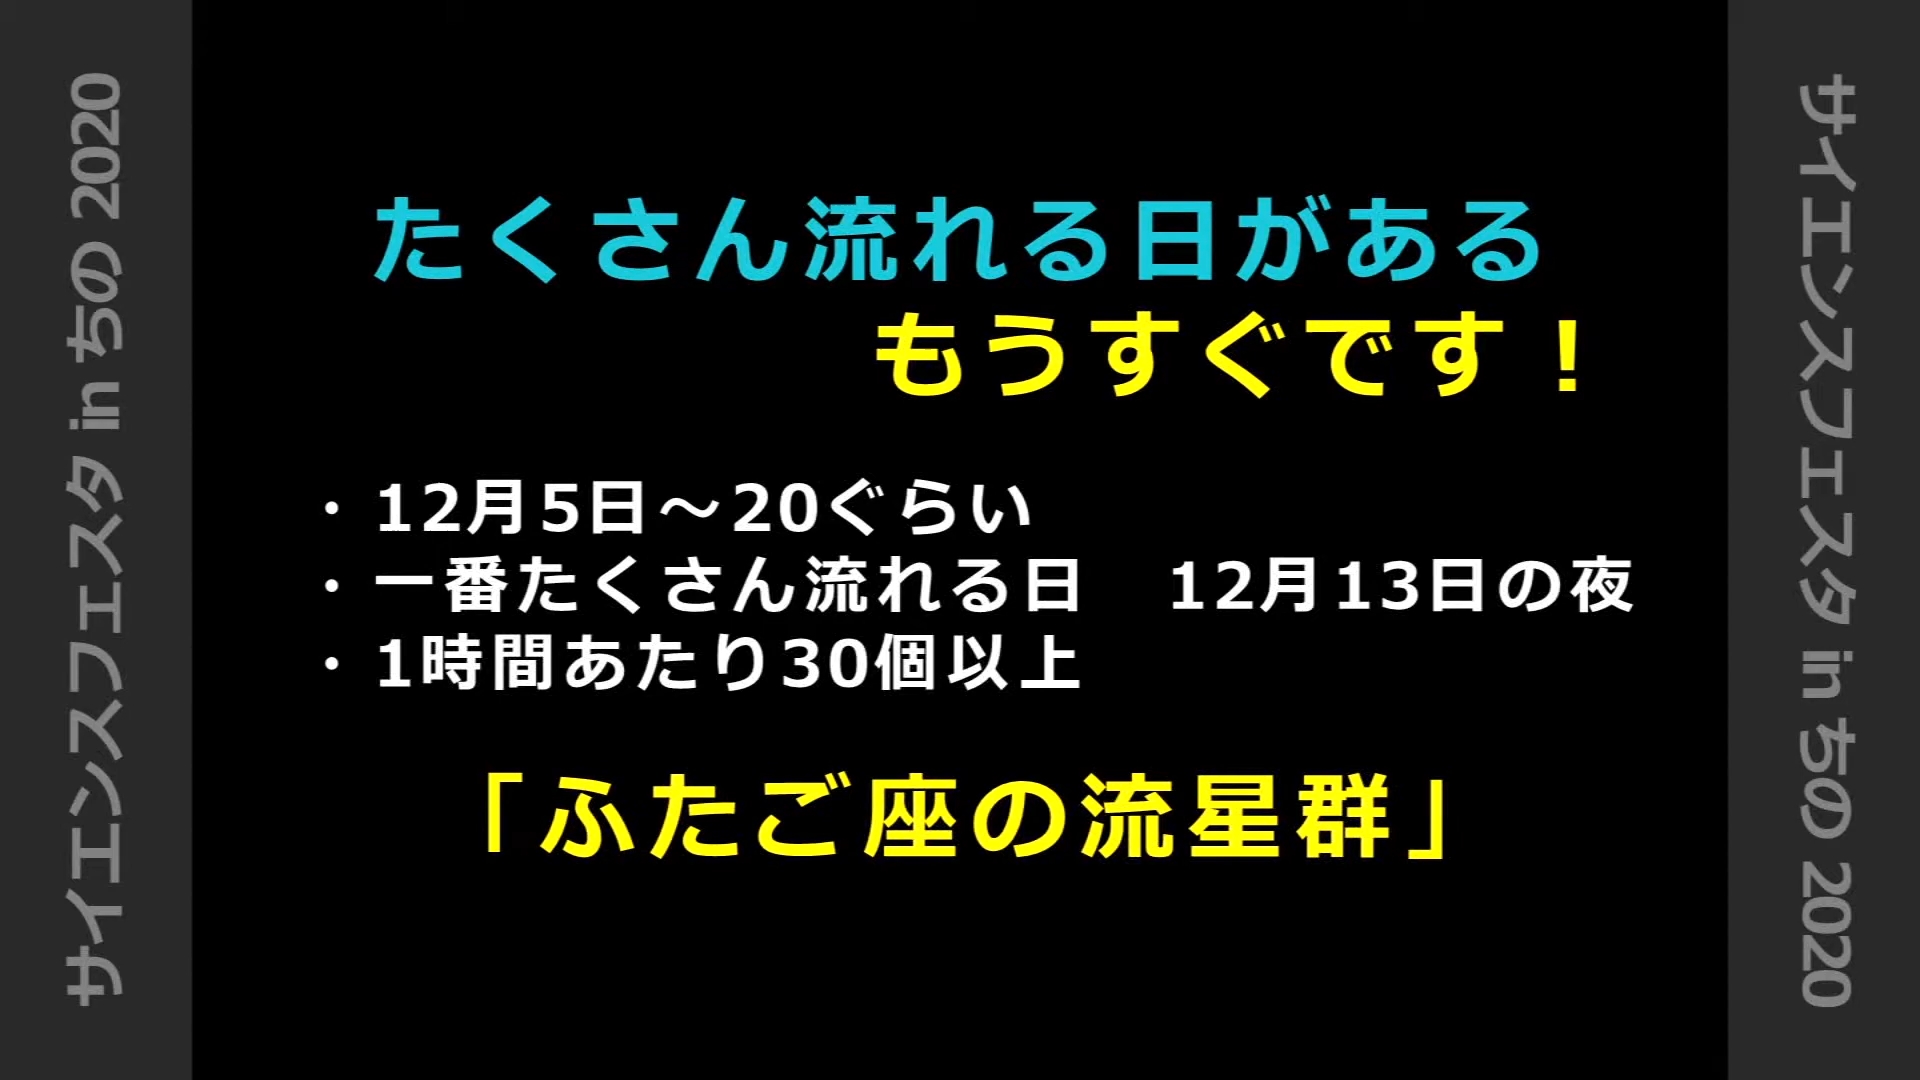 サイエンスフェスタ in ちの 2020
たくさん流れる日がある
もうすぐです！
・12月5日～20ぐらい
・一番たくさん流れる日　12月13日の夜
・1時間あたり30個以上
「ふたご座の流星群」
サイエンスフェスタ in ちの 2020